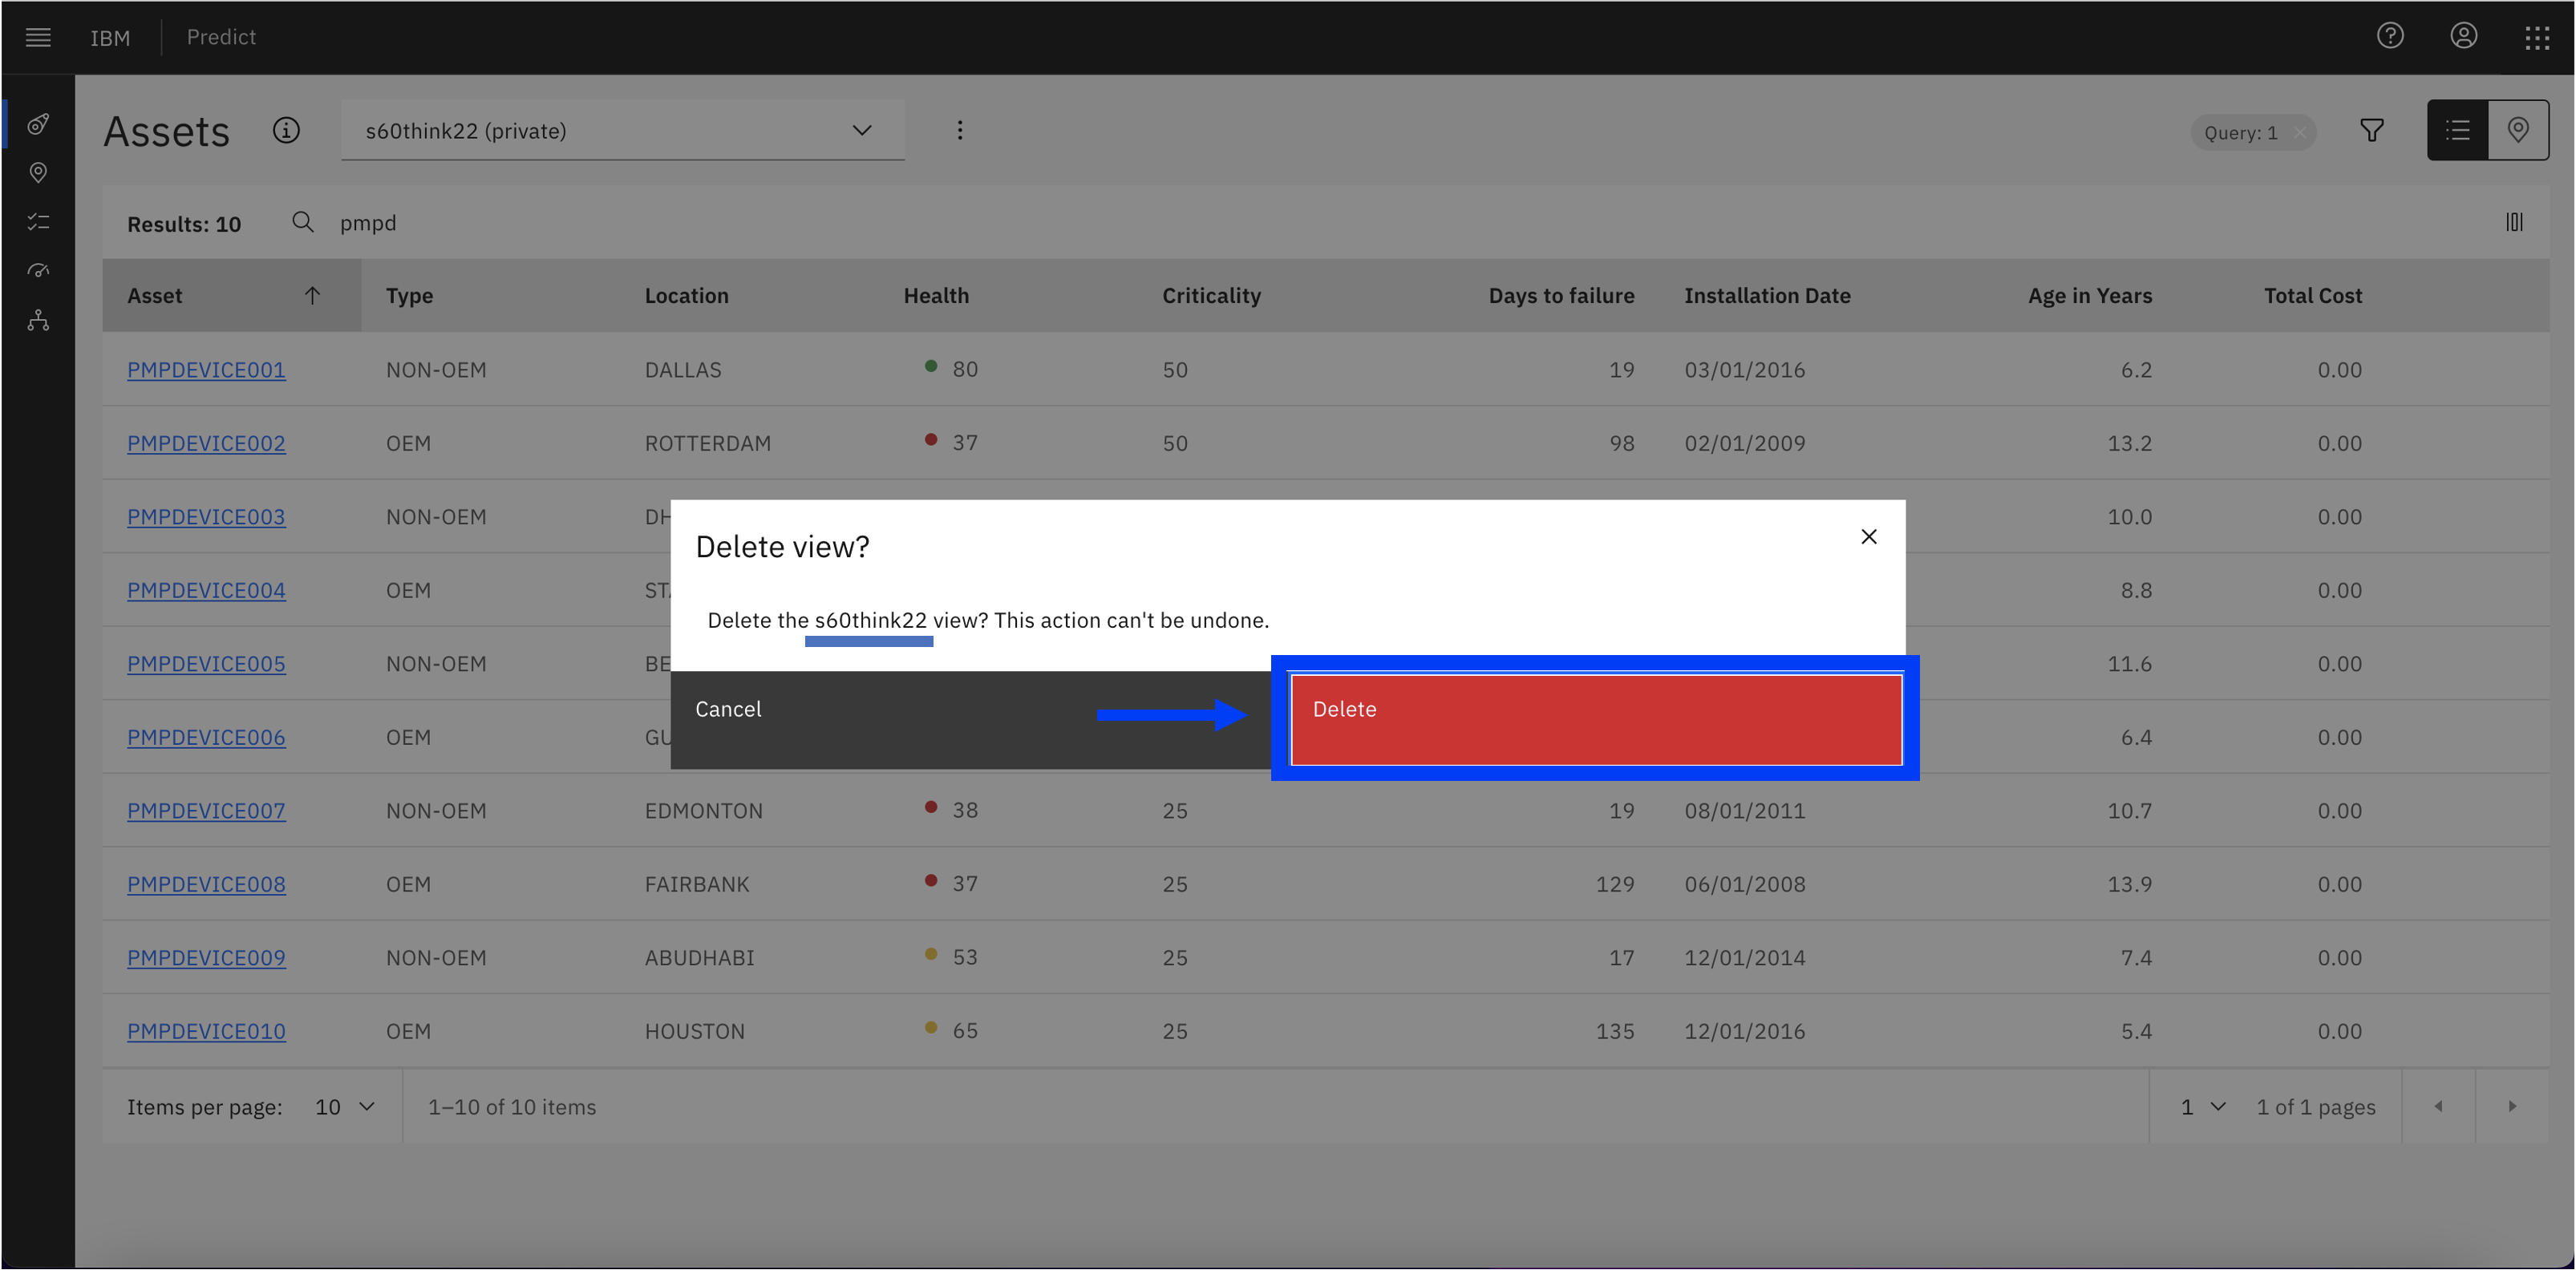 IBM Predict
Assets s60think22 (private) Query: 1
Results: 10 pmpd
Asset Type Location Health Criticality Days to failure Installation Date Age in Years Total Cost
PMPDEVICE001 NON-OEM DALLAS 80 50 19 03/01/2016 6.2 0.00
PMPDEVICE002 OEM ROTTERDAM 37 50 98 02/01/2009 13.2 0.00
PMPDEVICE003 NON-OEM 10.0 0.00
Delete view?
PMPDEVICE004 OEM 8.8 0.00
Delete the s60think22 view? This action can't be undone.
PMPDEVICE005 NON-OEM 11.6 0.00
Cancel Delete
PMPDEVICE006 OEM 6.4 0.00
PMPDEVICE007 NON-OEM EDMONTON 38 25 19 08/01/2011 10.7 0.00
PMPDEVICE008 OEM FAIRBANK 37 25 129 06/01/2008 13.9 0.00
PMPDEVICE009 NON-OEM ABUDHABI 53 25 17 12/01/2014 7.4 0.00
PMPDEVICE010 OEM HOUSTON 65 25 135 12/01/2016 5.4 0.00
Items per page: 10 1–10 of 10 items 1 1 of 1 pages